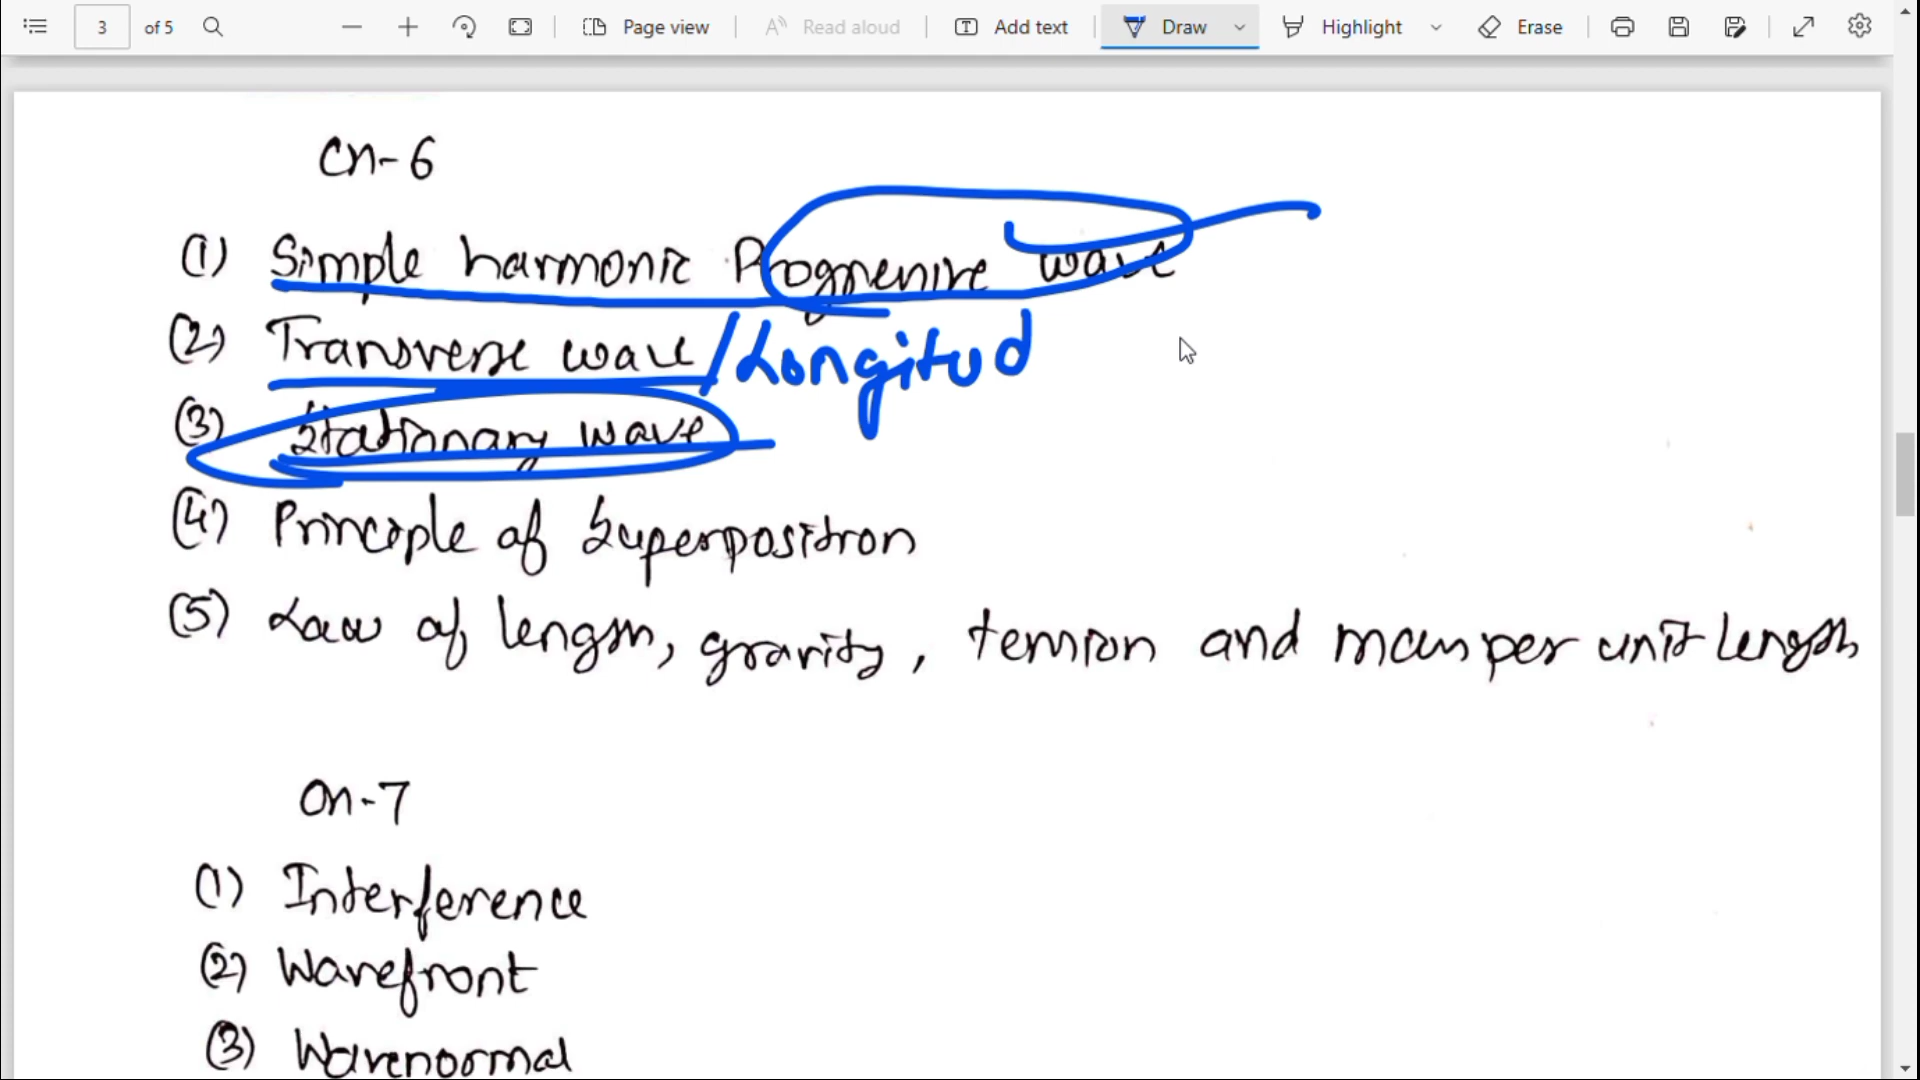 3 of 5 Page view Read aloud Add text Draw Highlight Erase
Ch-6
(1) Simple harmonic Progressive wave
(2) Transverse wave / Longitud
(3) Stationary wave
(4) Principle of Superposition
(5) Law of length, gravity, tension and mass per unit length
Ch-7
(1) Interference
(2) Wavefront
(3) Wavenormal